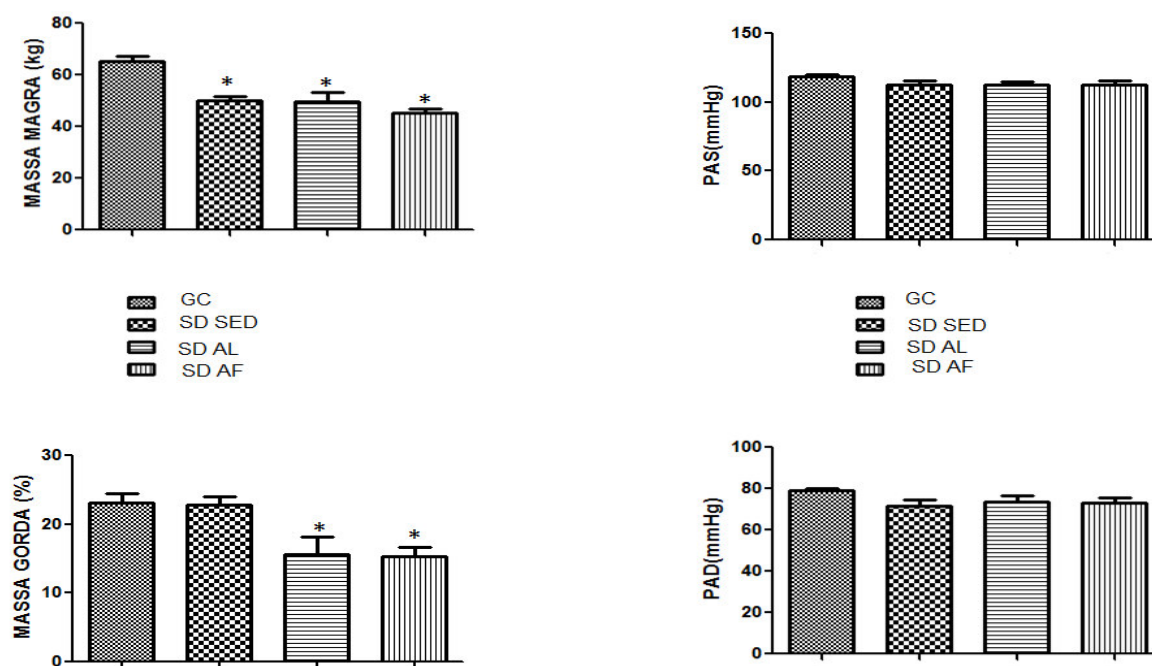 MASSA MAGRA (kg)
80
60
40
20
0
*
*
*
PAS(mmHg)
150
100
50
0
GC
SD SED
SD AL
SD AF
GC
SD SED
SD AL
SD AF
MASSA GORDA (%)
30
20
10
0
*
*
PAD(mmHg)
100
80
60
40
20
0